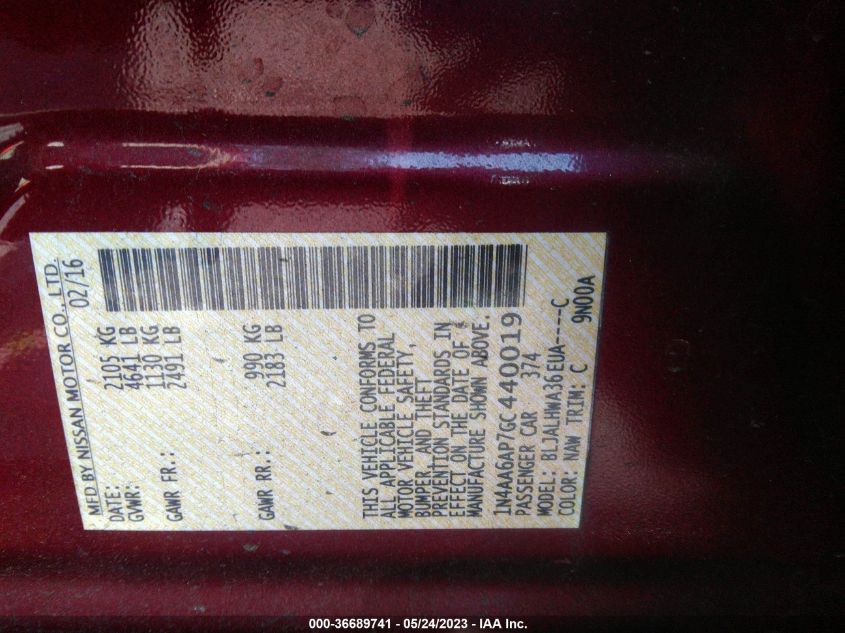 MFD BY NISSAN MOTOR CO., LTD.
DATE: 02/16
GVWR: 2105 KG
4641 LB
GAWR FR.: 1130 KG
2491 LB
GAWR RR.: 990 KG
2183 LB
THIS VEHICLE CONFORMS TO
ALL APPLICABLE FEDERAL
MOTOR VEHICLE SAFETY,
BUMPER, AND THEFT
PREVENTION STANDARDS IN
EFFECT ON THE DATE OF
MANUFACTURE SHOWN ABOVE.
1N4AA6AP7GC440019
PASSENGER CAR 374
MODEL: BLJALHWA36EUA----C
COLOR: NAW TRIM: C 9N00A
000-36689741 - 05/24/2023 - IAA Inc.